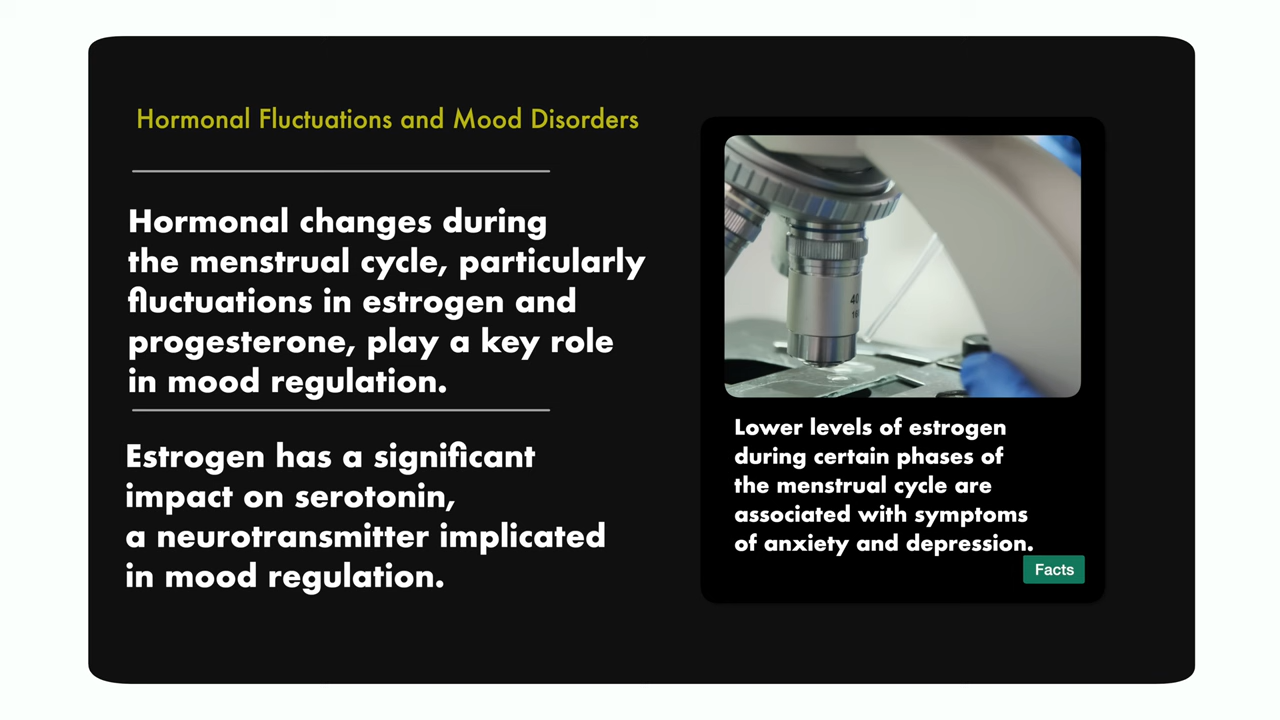 Hormonal Fluctuations and Mood Disorders
Hormonal changes during
the menstrual cycle, particularly
fluctuations in estrogen and
progesterone, play a key role
in mood regulation.
Estrogen has a significant
impact on serotonin,
a neurotransmitter implicated
in mood regulation.
40
Lower levels of estrogen
during certain phases of
the menstrual cycle are
associated with symptoms
of anxiety and depression.
Facts